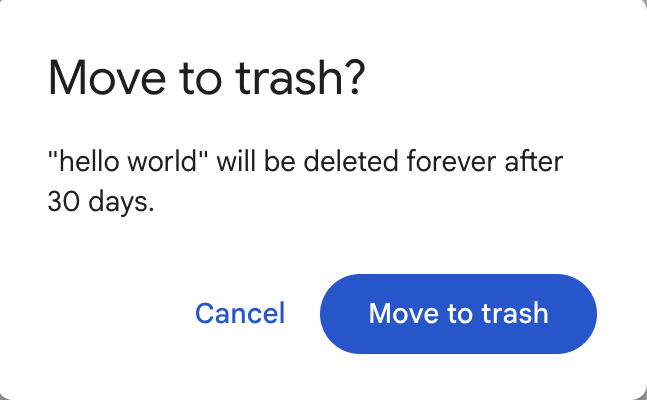 Move to trash?
"hello world" will be deleted forever after
30 days.
Cancel
Move to trash